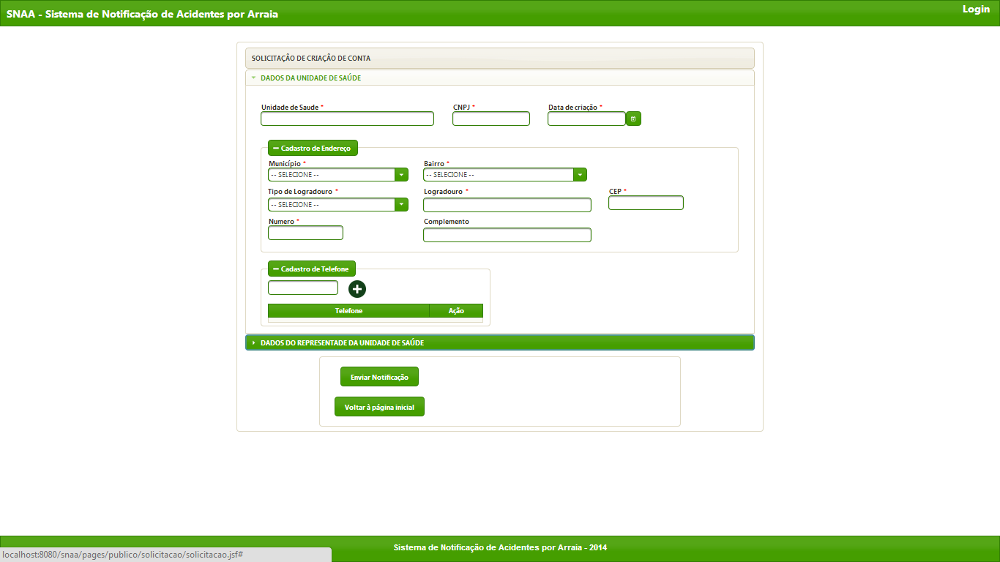 SNAA - Sistema de Notificação de Acidentes por Arraia
Login
SOLICITAÇÃO DE CRIAÇÃO DE CONTA
DADOS DA UNIDADE DE SAÚDE
Unidade de Saude * CNPJ * Data de criação *
Cadastro de Endereço
Município * Bairro *
-- SELECIONE -- -- SELECIONE --
Tipo de Logradouro * Logradouro * CEP *
-- SELECIONE --
Numero * Complemento
Cadastro de Telefone
Telefone Ação
DADOS DO REPRESENTADE DA UNIDADE DE SAÚDE
Enviar Notificação
Voltar à página inicial
Sistema de Notificação de Acidentes por Arraia - 2014
localhost:8080/snaa/pages/publico/solicitacao/solicitacao.jsf#